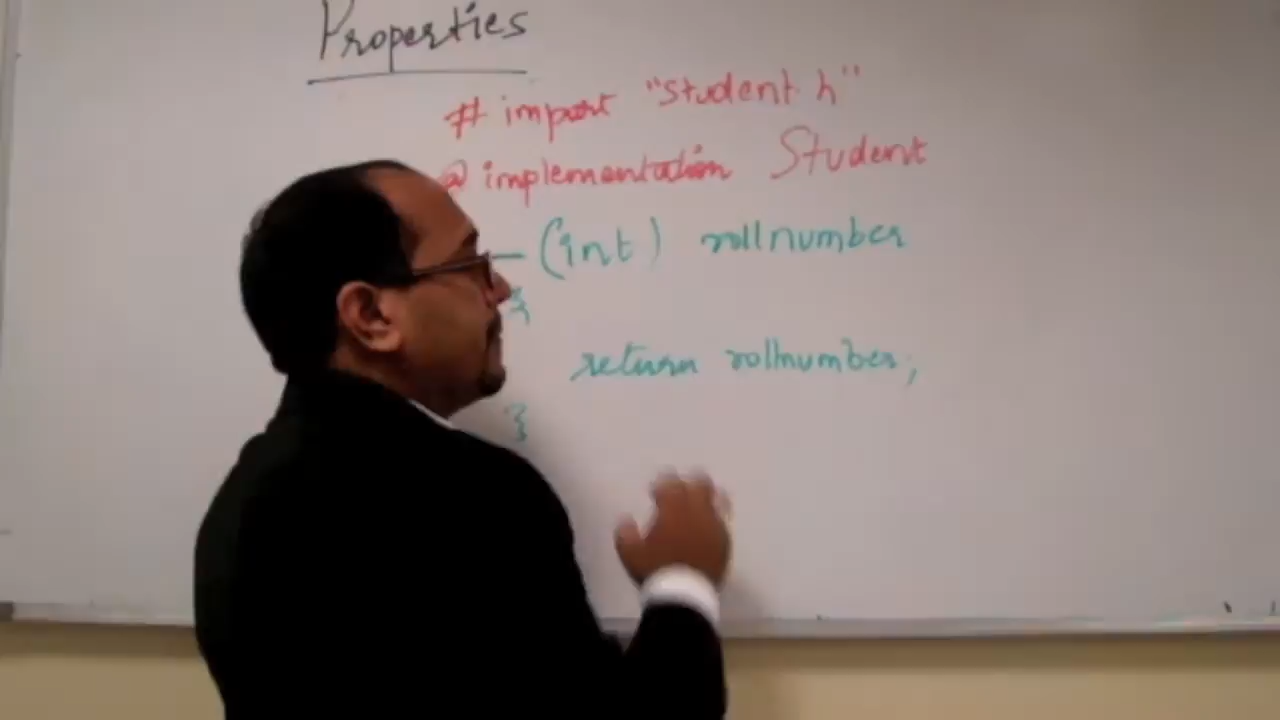 Properties
# import "student.h"
@ implementation Student
- (int) rollnumber
{
return rollnumber;
}